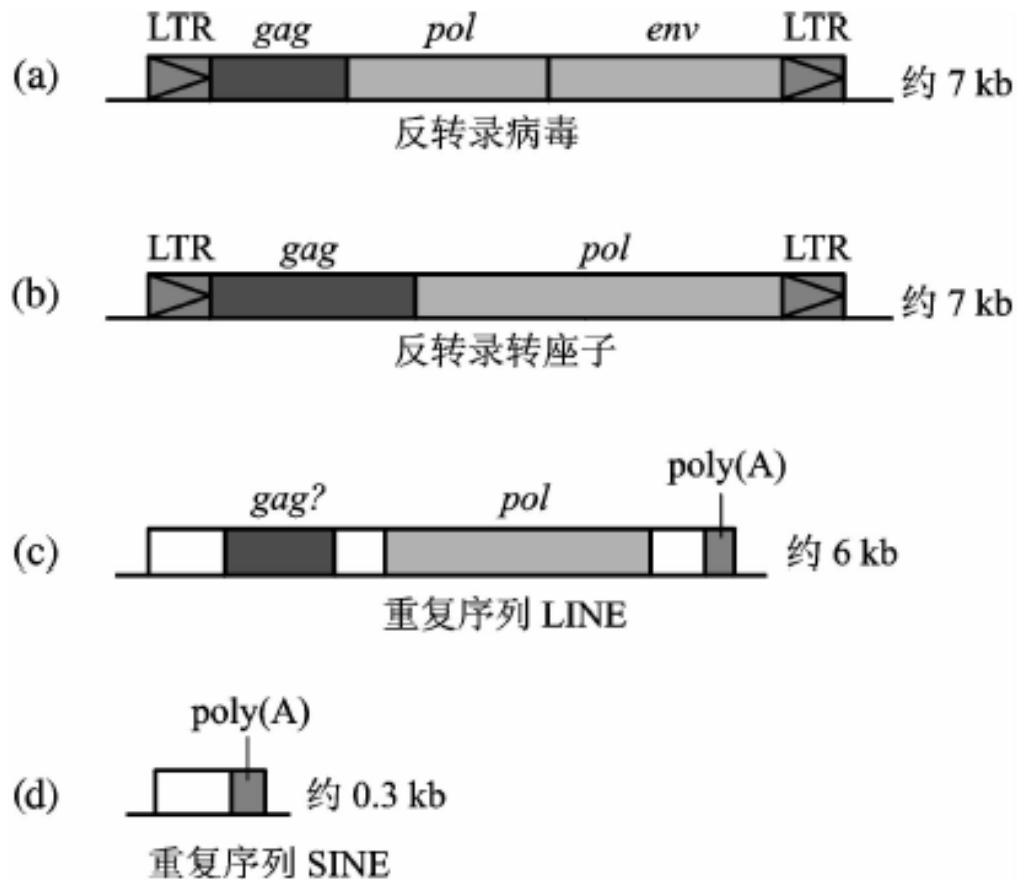 LTR gag pol env LTR
(a) 约 7 kb
反转录病毒
LTR gag pol LTR
(b) 约 7 kb
反转录转座子
poly(A)
gag? pol
(c) 约 6 kb
重复序列 LINE
poly(A)
(d) 约 0.3 kb
重复序列 SINE